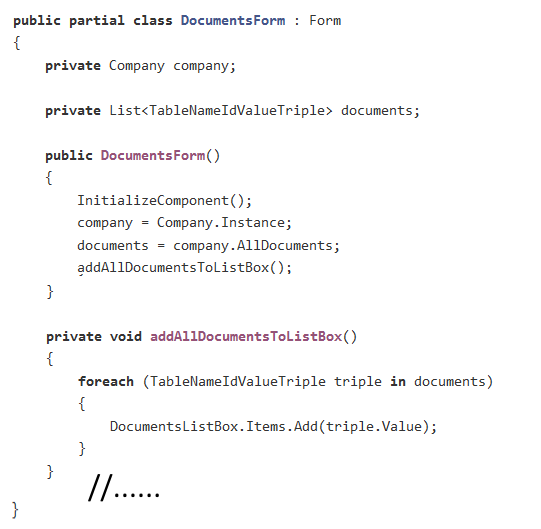 public partial class DocumentsForm : Form
{
private Company company;
private List<TableNameIdValueTriple> documents;
public DocumentsForm()
{
InitializeComponent();
company = Company.Instance;
documents = company.AllDocuments;
addAllDocumentsToListBox();
}
private void addAllDocumentsToListBox()
{
foreach (TableNameIdValueTriple triple in documents)
{
DocumentsListBox.Items.Add(triple.Value);
}
}
//......
}